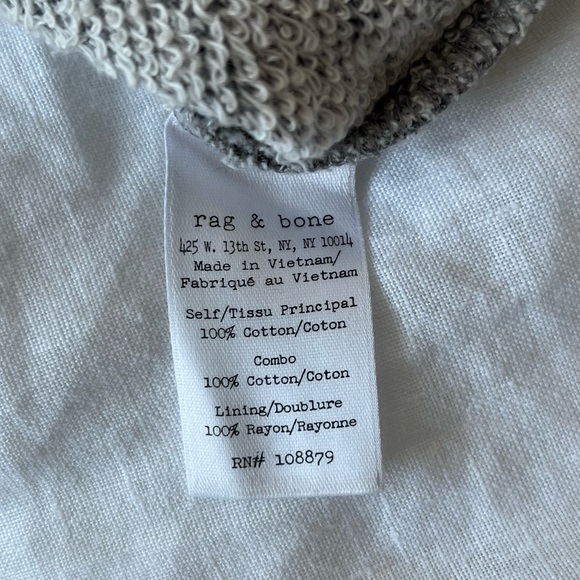 rag & bone
425 W. 13th St, NY, NY 10014
Made in Vietnam/
Fabriqué au Vietnam
Self/Tissu Principal
100% Cotton/Coton
Combo
100% Cotton/Coton
Lining/Doublure
100% Rayon/Rayonne
RN# 108879